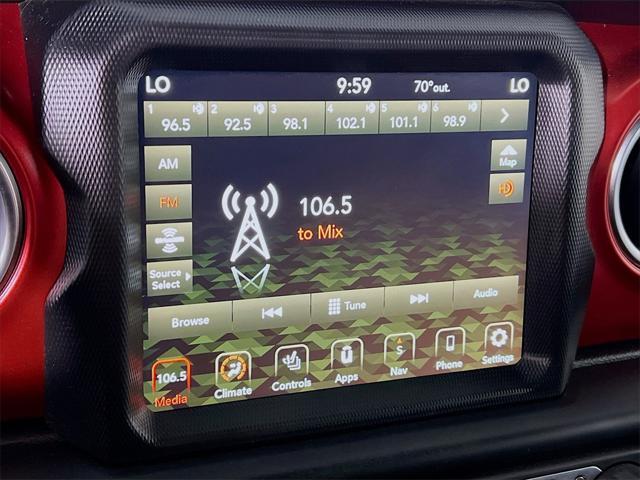 LO 9:59 70°out. LO
1 2 3 4 5 6
96.5 92.5 98.1 102.1 101.1 98.9
AM
Map
FM
106.5
to Mix
Source
Select
Browse Tune Audio
106.5 S
Media Climate Controls Apps Nav Phone Settings